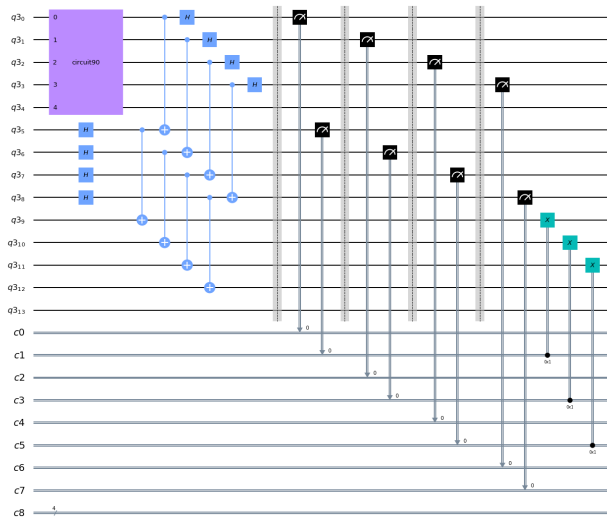 q3₀ 0 H
q3₁ 1 H
q3₂ 2 circuit90 H
q3₃ 3 H
q3₄ 4
q3₅ H
q3₆ H
q3₇ H
q3₈ H
q3₉ X
q3₁₀ X
q3₁₁ X
q3₁₂
q3₁₃
c0 0
c1 0 0x1
c2 0
c3 0 0x1
c4 0
c5 0 0x1
c6 0
c7 0
c8 4